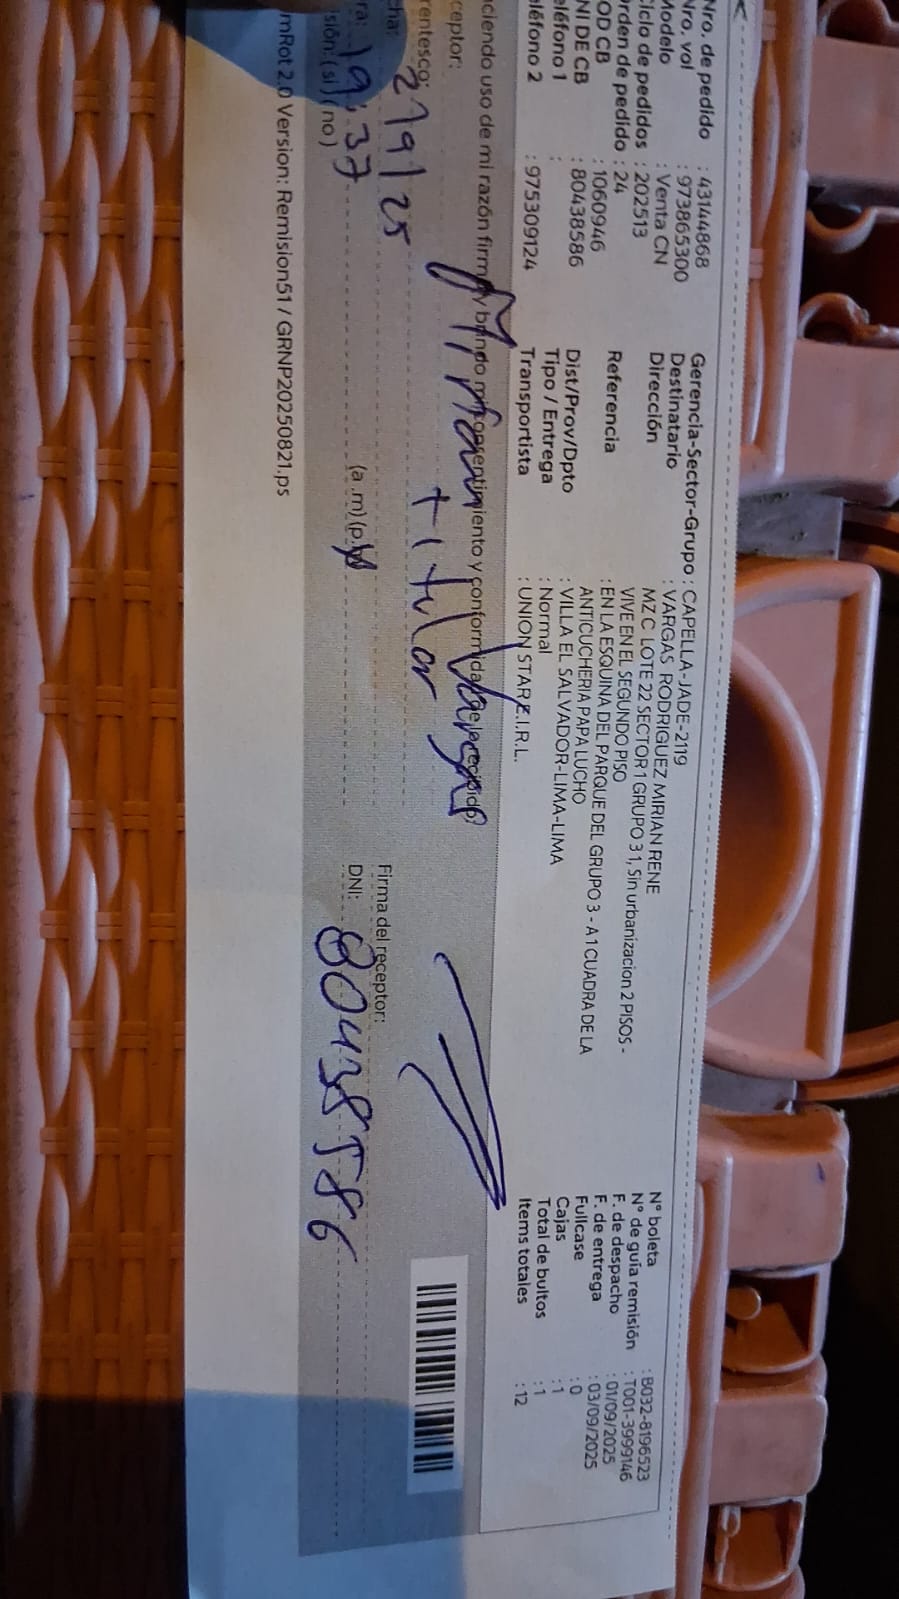 Nro. de pedido : 43144868 Gerencia-Sector-Grupo : CAPELLA-JADE-2119 N° boleta : B032-8196523
Nro. vol : 973865300 Destinatario : VARGAS RODRIGUEZ MIRIAN RENE N° de guía remisión : T001-3999146
Modelo : Venta CN Dirección MZ C LOTE 22 SECTOR 1 GRUPO 3 1, Sin urbanizacion 2 PISOS - F. de despacho : 01/09/2025
ciclo de pedidos : 202513 VIVE EN EL SEGUNDO PISO F. de entrega : 03/09/2025
rden de pedido : 24 Referencia : EN LA ESQUINA DEL PARQUE DEL GRUPO 3 - A 1 CUADRA DE LA Fullcase : 0
OD CB : 1060946 ANTICUCHERIA PAPA LUCHO Cajas : 1
NI DE CB : 80438586 Dist/Prov/Dpto : VILLA EL SALVADOR-LIMA-LIMA Total de bultos : 1
eléfono 1 : Tipo / Entrega : Normal Items totales : 12
eléfono 2 : 975309124 Transportista : UNION STAR E.I.R.L.
ciendo uso de mi razón firmo y brindo mi consentimiento y conformidad de lo recibido
ceptor: Mirian Vargas
rentesco: titular
cha: 2/9/25 Firma del receptor:
ra: 19:37 (a .m) (p. DNI: 80438586
sión: (si) (no)
mRot 2.0 Version: Remision51 / GRNP20250821.ps